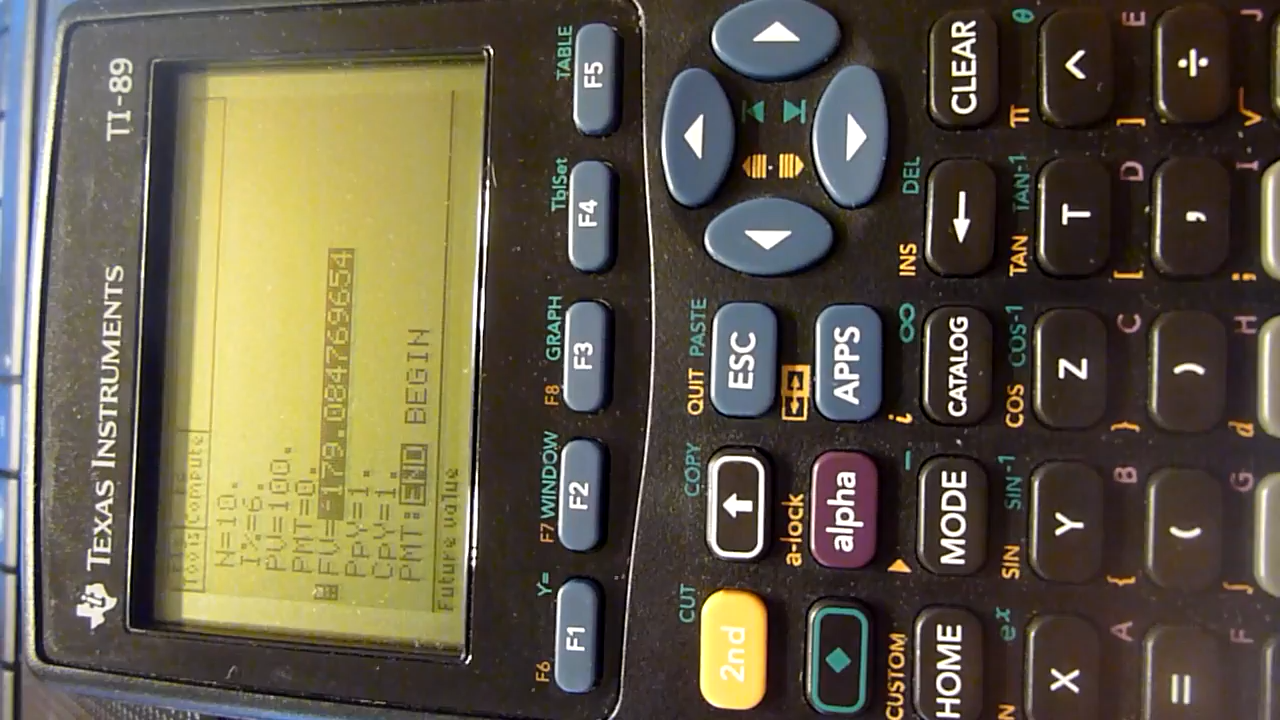 TEXAS INSTRUMENTS TI-89
Tools Compute
N=10.
I%=6.
PV=100.
PMT=0.
FV=-179.084769654
PpY=1.
CpY=1.
PMT: END BEGIN
Future Value
F6 Y= F7 WINDOW F8 GRAPH TblSet TABLE
F1 F2 F3 F4 F5
CUT COPY QUIT PASTE
2nd ESC
a-lock
alpha APPS
CUSTOM i ∞ INS DEL
HOME MODE CATALOG ← CLEAR
LN eˣ SIN SIN-1 COS COS-1 TAN TAN-1 π θ
X Y Z T ^
A { B } C [ D ] E
= ( ) , ÷
F ∫ G d H ; I √ J